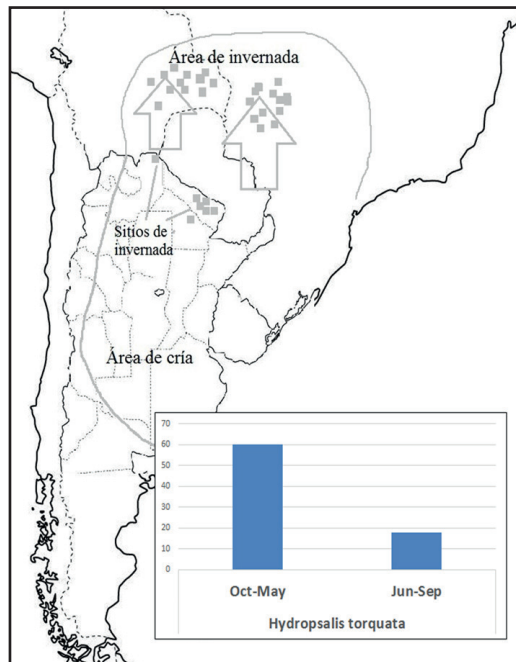 Área de invernada
Sitios de
invernada
Área de cría
70
60
50
40
30
20
10
0
Oct-May
Jun-Sep
Hydropsalis torquata